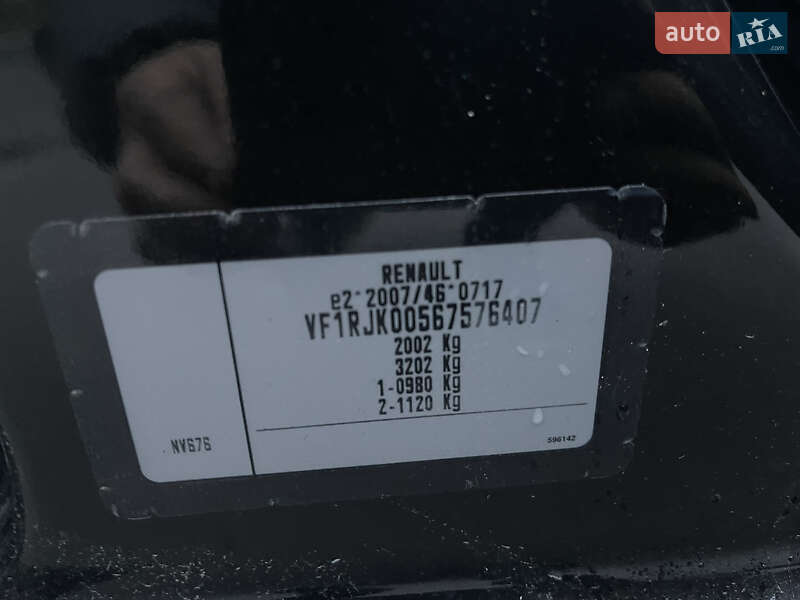 auto RIA.com
RENAULT
e2*2007/46*0717
VF1RJK00567576407
2002 Kg
3202 Kg
1-0980 Kg
2-1120 Kg
NV676
596142